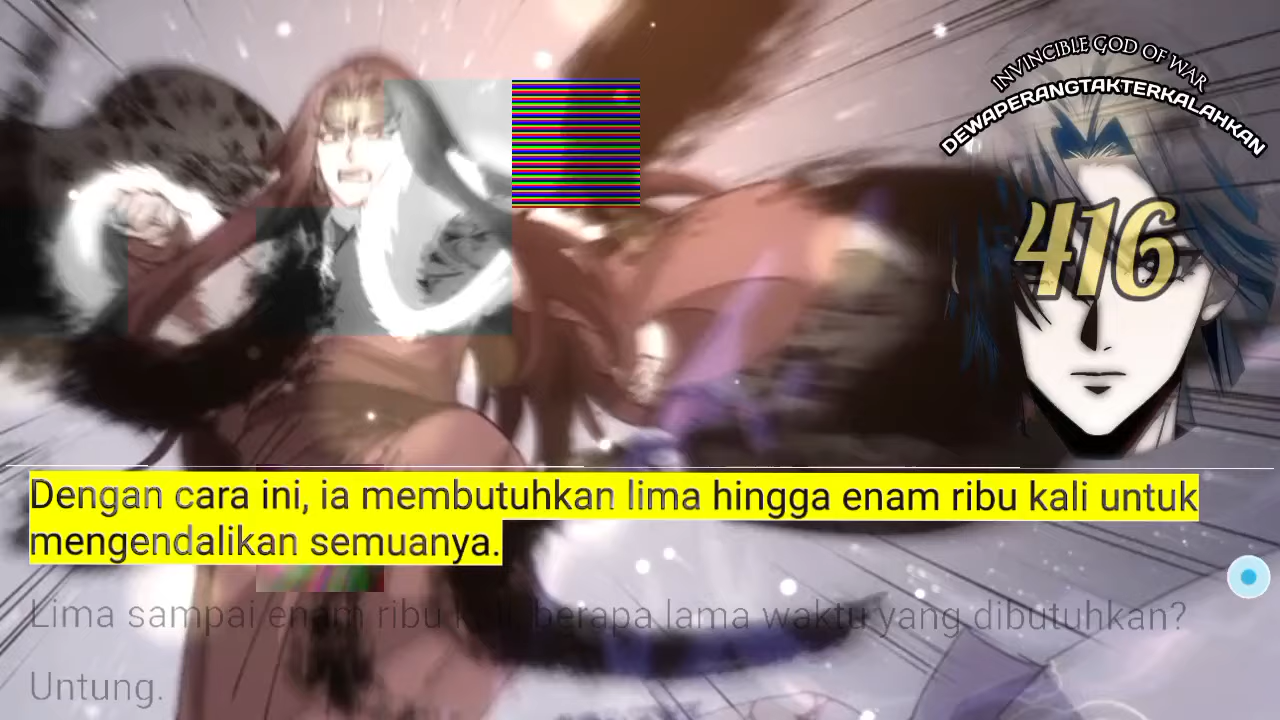 INVINCIBLE GOD OF WAR
DEWAPERANGTAKTERKALAHKAN
416
Dengan cara ini, ia membutuhkan lima hingga enam ribu kali untuk
mengendalikan semuanya.
Lima sampai enam ribu kali, berapa lama waktu yang dibutuhkan?
Untung.